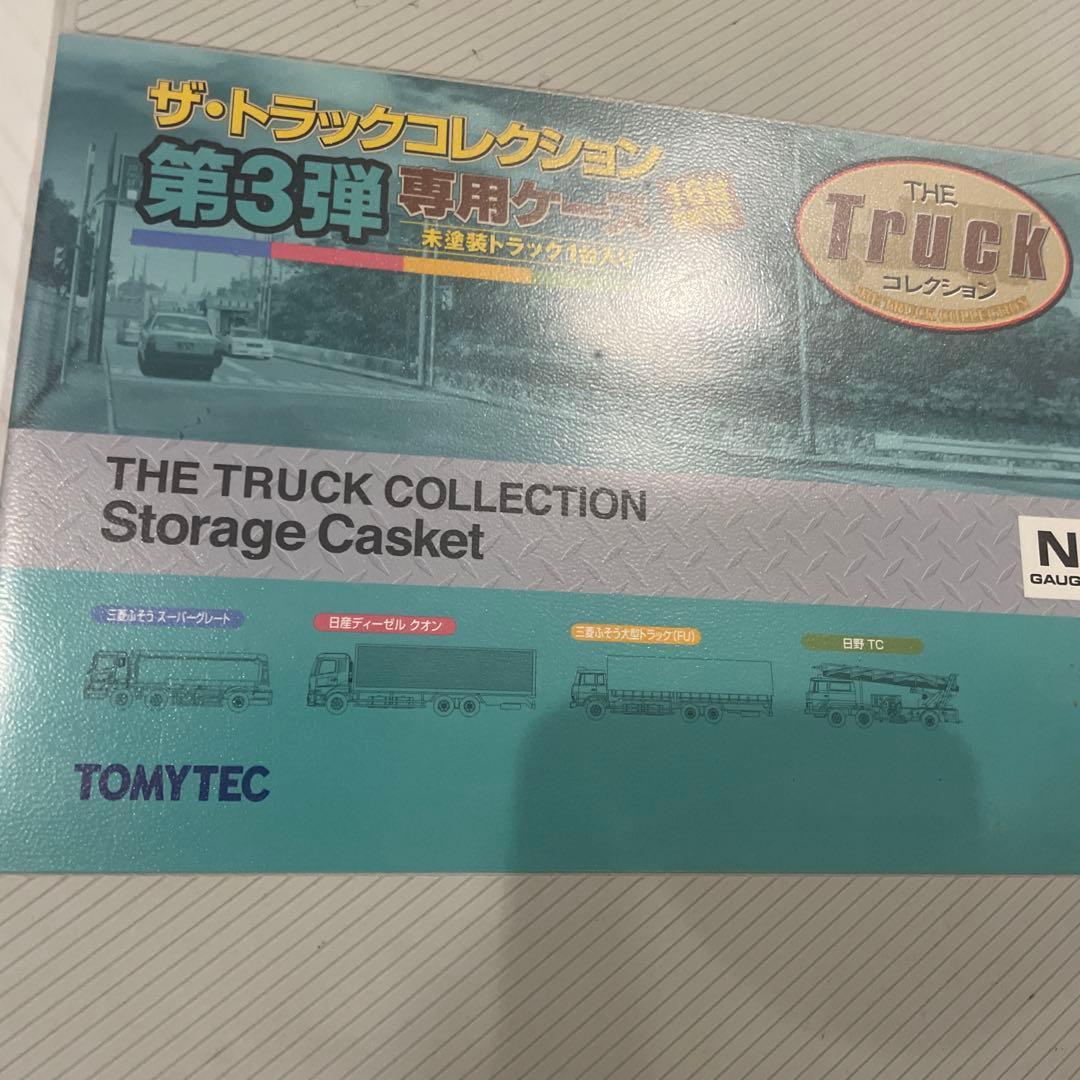 ザ・トラックコレクション
第3弾 専用ケース
未塗装トラック1台入り
THE
Truck
コレクション
THE TRUCK COLLECTION
THE TRUCK COLLECTION
Storage Casket
N
GAUG
三菱ふそう スーパーグレート
日産ディーゼル クオン
三菱ふそう大型トラック(FU)
日野 TC
TOMYTEC